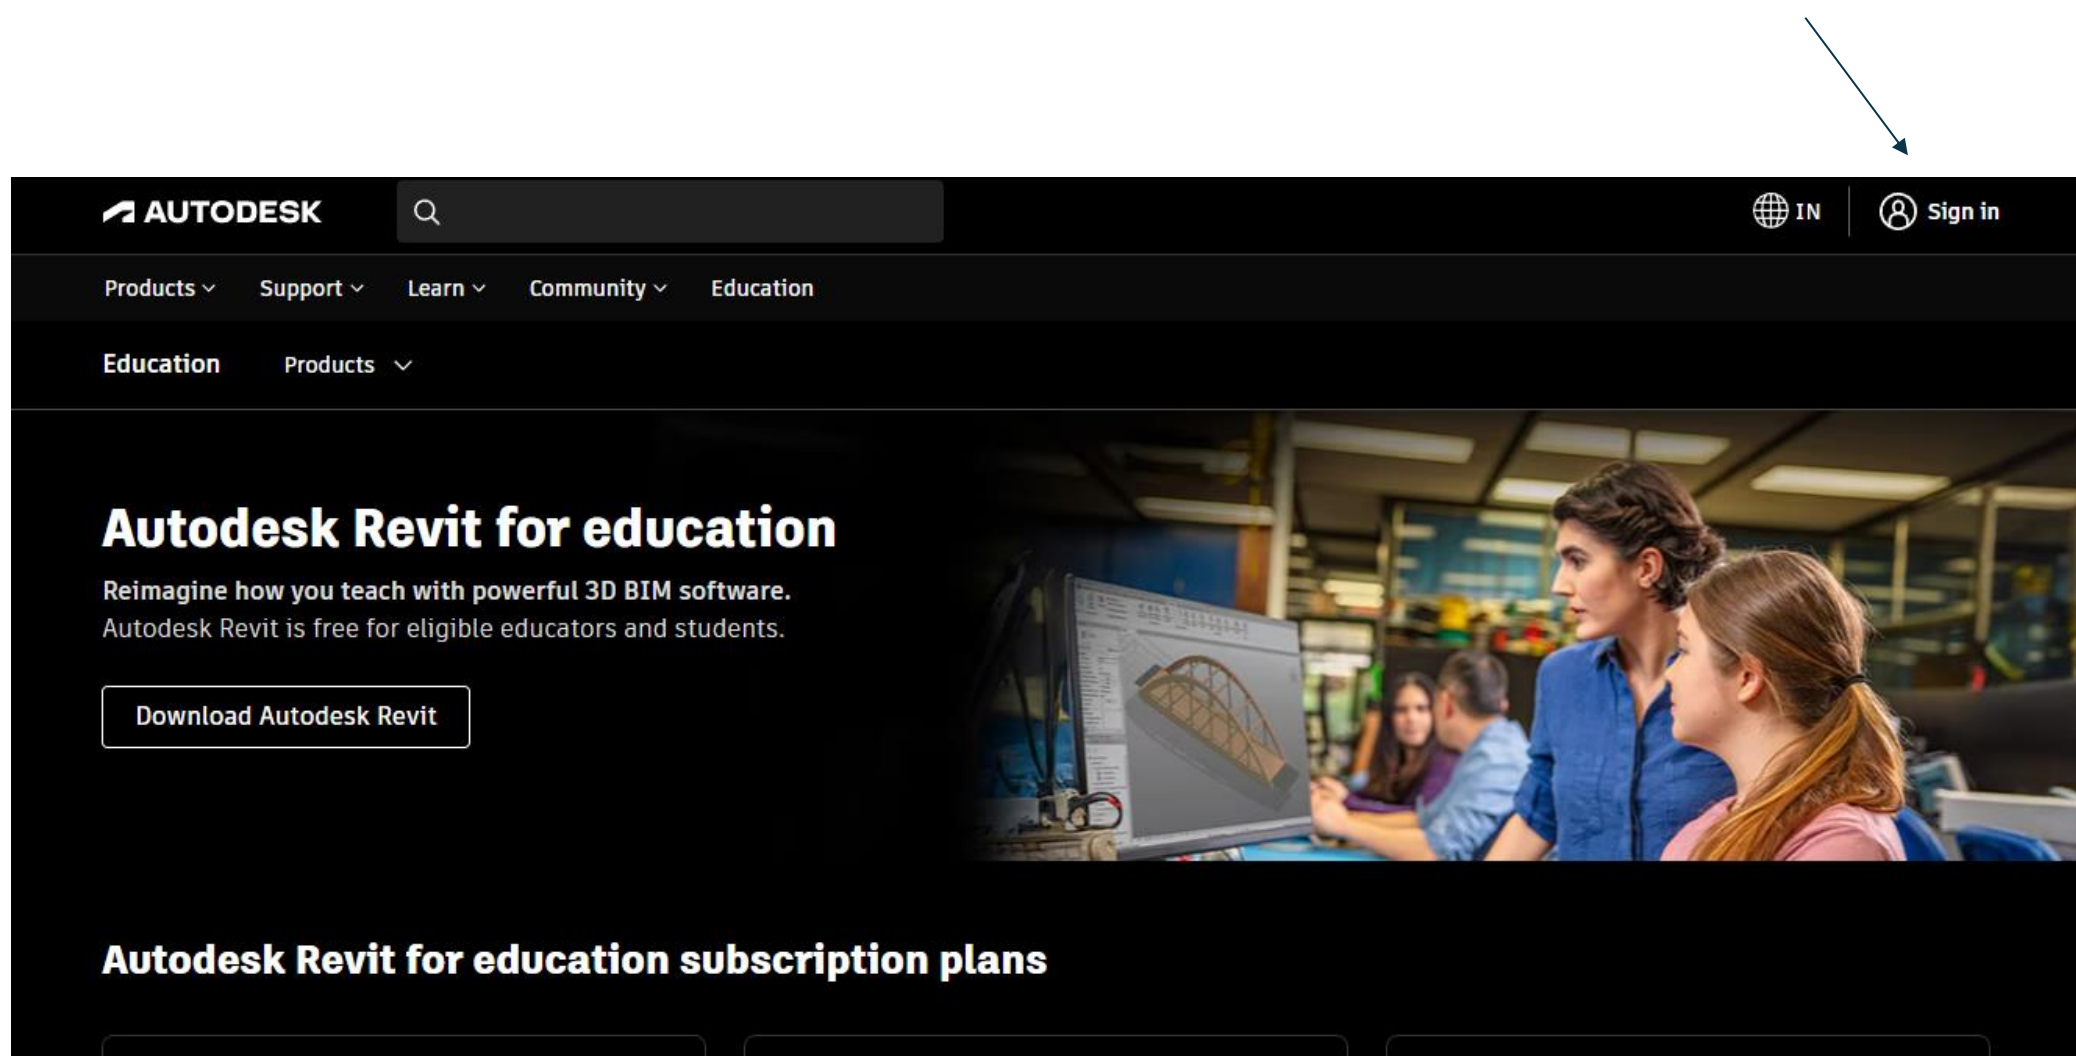 AUTODESK
IN
Sign in
Products
Support
Learn
Community
Education
Education
Products
Autodesk Revit for education
Reimagine how you teach with powerful 3D BIM software.
Autodesk Revit is free for eligible educators and students.
Download Autodesk Revit
Autodesk Revit for education subscription plans